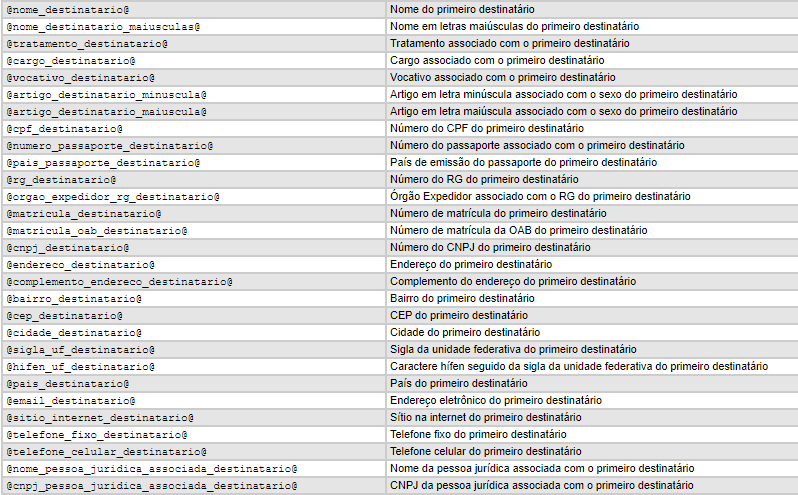 @nome_destinatario@ Nome do primeiro destinatário
@nome_destinatario_maiusculas@ Nome em letras maiúsculas do primeiro destinatário
@tratamento_destinatario@ Tratamento associado com o primeiro destinatário
@cargo_destinatario@ Cargo associado com o primeiro destinatário
@vocativo_destinatario@ Vocativo associado com o primeiro destinatário
@artigo_destinatario_minuscula@ Artigo em letra minúscula associado com o sexo do primeiro destinatário
@artigo_destinatario_maiuscula@ Artigo em letra maiúscula associado com o sexo do primeiro destinatário
@cpf_destinatario@ Número do CPF do primeiro destinatário
@numero_passaporte_destinatario@ Número do passaporte associado com o primeiro destinatário
@pais_passaporte_destinatario@ País de emissão do passaporte do primeiro destinatário
@rg_destinatario@ Número do RG do primeiro destinatário
@orgao_expedidor_rg_destinatario@ Órgão Expedidor associado com o RG do primeiro destinatário
@matricula_destinatario@ Número de matrícula do primeiro destinatário
@matricula_oab_destinatario@ Número de matrícula da OAB do primeiro destinatário
@cnpj_destinatario@ Número do CNPJ do primeiro destinatário
@endereco_destinatario@ Endereço do primeiro destinatário
@complemento_endereco_destinatario@ Complemento do endereço do primeiro destinatário
@bairro_destinatario@ Bairro do primeiro destinatário
@cep_destinatario@ CEP do primeiro destinatário
@cidade_destinatario@ Cidade do primeiro destinatário
@sigla_uf_destinatario@ Sigla da unidade federativa do primeiro destinatário
@hifen_uf_destinatario@ Caractere hífen seguido da sigla da unidade federativa do primeiro destinatário
@pais_destinatario@ País do primeiro destinatário
@email_destinatario@ Endereço eletrônico do primeiro destinatário
@sitio_internet_destinatario@ Sítio na internet do primeiro destinatário
@telefone_fixo_destinatario@ Telefone fixo do primeiro destinatário
@telefone_celular_destinatario@ Telefone celular do primeiro destinatário
@nome_pessoa_juridica_associada_destinatario@ Nome da pessoa jurídica associada com o primeiro destinatário
@cnpj_pessoa_juridica_associada_destinatario@ CNPJ da pessoa jurídica associada com o primeiro destinatário